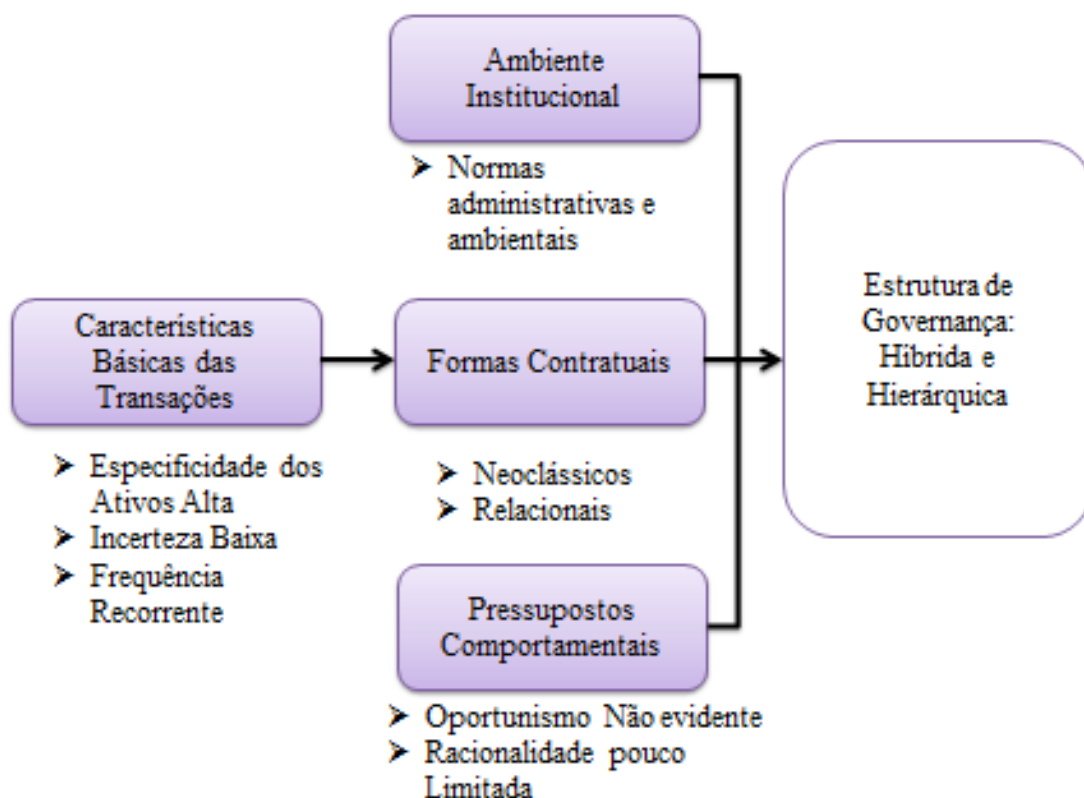 Ambiente
Institucional
➤ Normas
administrativas e
ambientais
Características
Básicas das
Transações
➤ Especificidade dos
Ativos Alta
➤ Incerteza Baixa
➤ Frequência
Recorrente
Formas Contratuais
➤ Neoclássicos
➤ Relacionais
Pressupostos
Comportamentais
➤ Oportunismo Não evidente
➤ Racionalidade pouco
Limitada
Estrutura de
Governança:
Híbrida e
Hierárquica